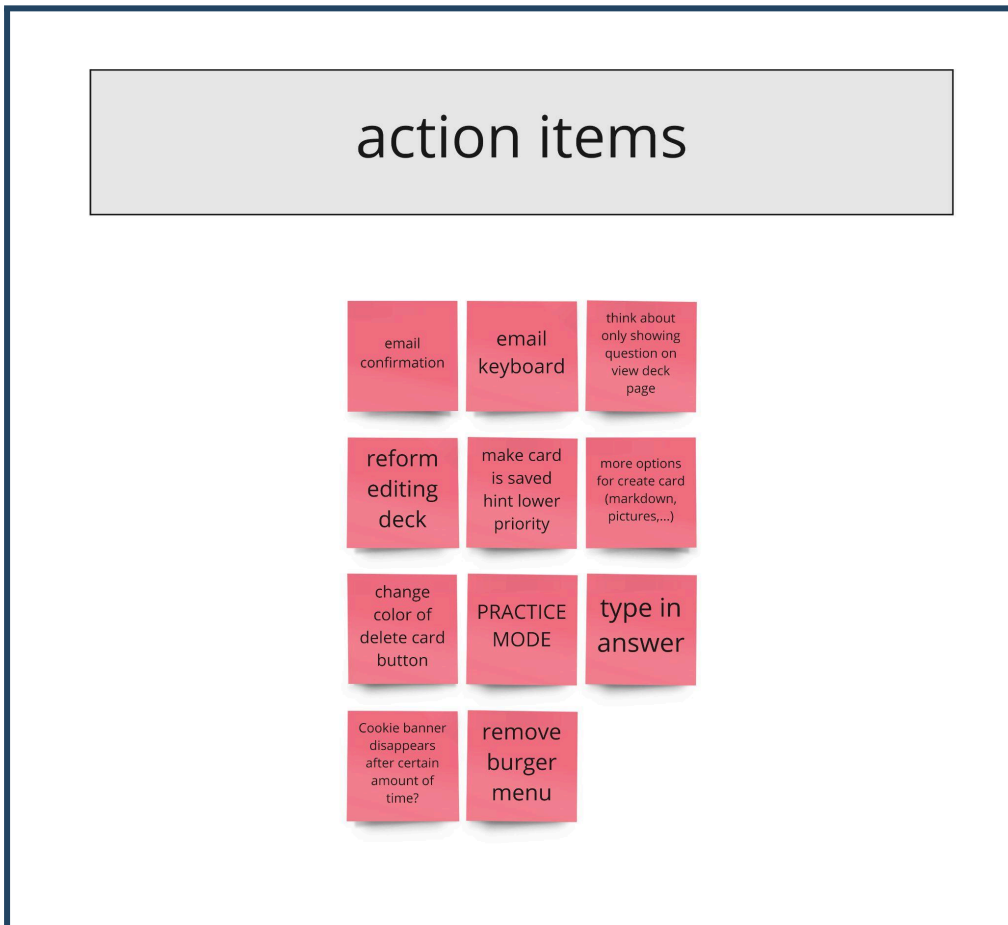 action items
email
confirmation
email
keyboard
think about
only showing
question on
view deck
page
reform
editing
deck
make card
is saved
hint lower
priority
more options
for create card
(markdown,
pictures,...)
change
color of
delete card
button
PRACTICE
MODE
type in
answer
Cookie banner
disappears
after certain
amount of
time?
remove
burger
menu